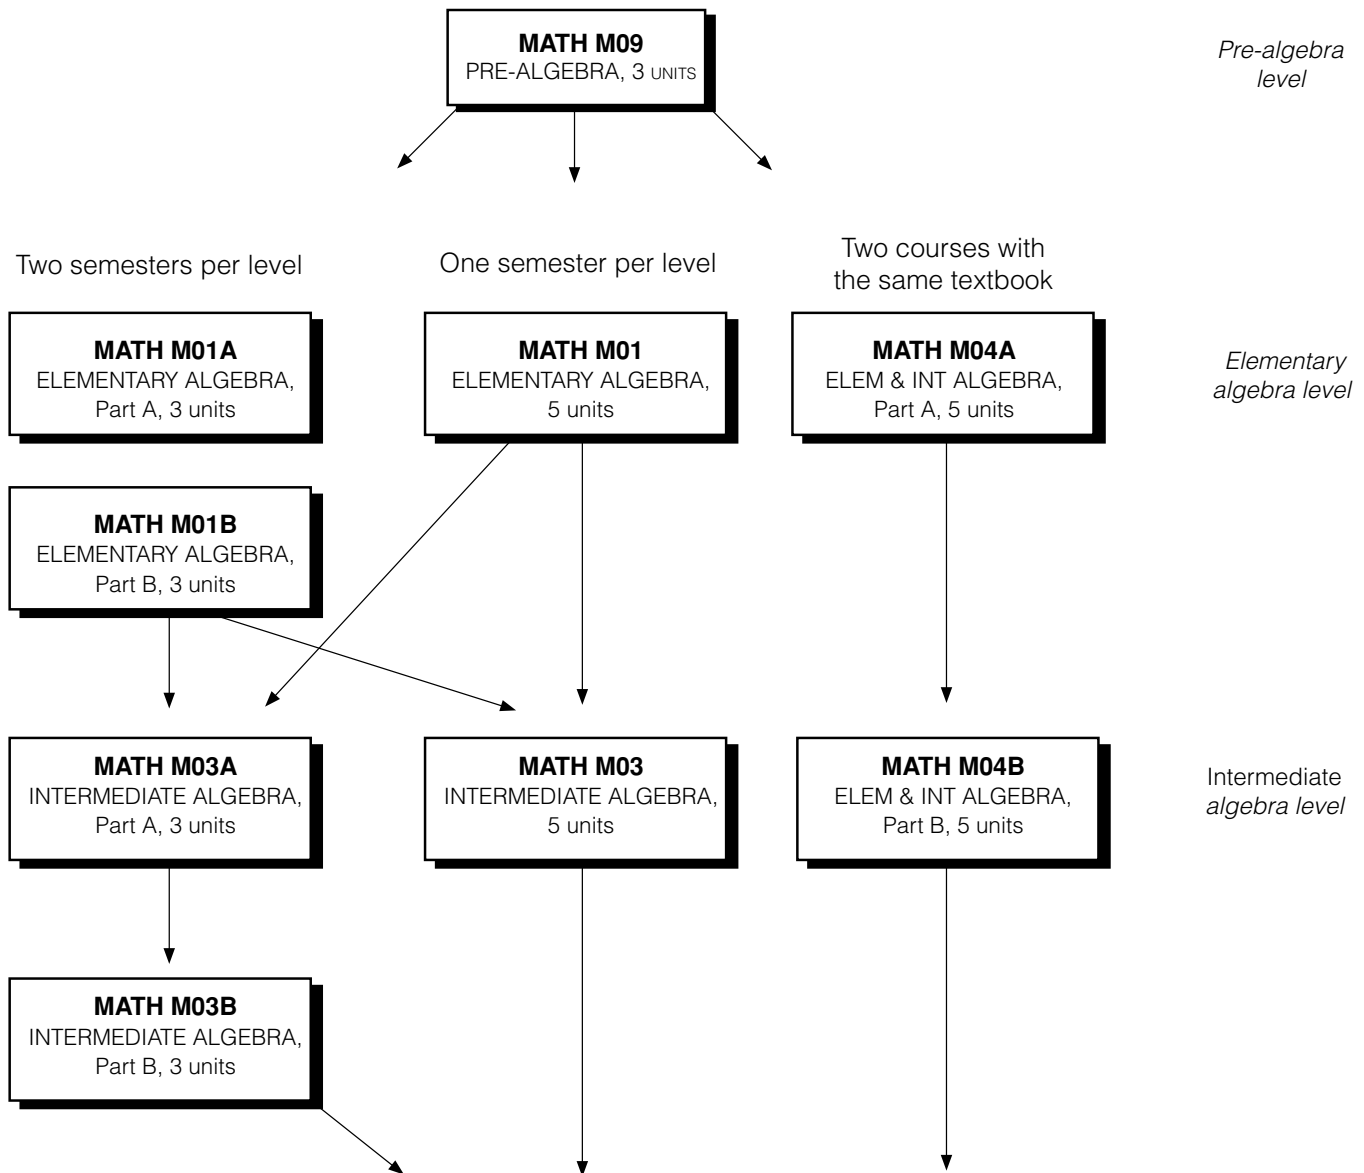 MATH M09
PRE-ALGEBRA, 3 UNITS
Pre-algebra
level
Two semesters per level
One semester per level
Two courses with
the same textbook
MATH M01A
ELEMENTARY ALGEBRA,
Part A, 3 units
MATH M01
ELEMENTARY ALGEBRA,
5 units
MATH M04A
ELEM & INT ALGEBRA,
Part A, 5 units
Elementary
algebra level
MATH M01B
ELEMENTARY ALGEBRA,
Part B, 3 units
MATH M03A
INTERMEDIATE ALGEBRA,
Part A, 3 units
MATH M03
INTERMEDIATE ALGEBRA,
5 units
MATH M04B
ELEM & INT ALGEBRA,
Part B, 5 units
Intermediate
algebra level
MATH M03B
INTERMEDIATE ALGEBRA,
Part B, 3 units